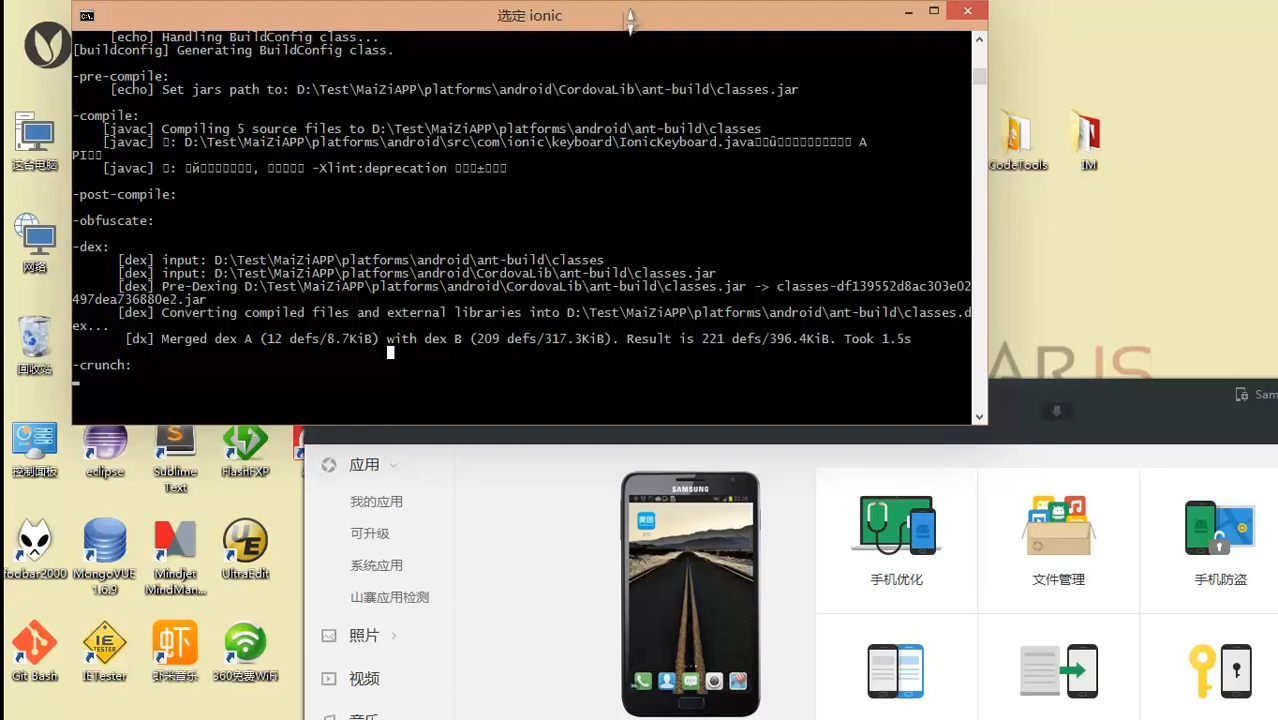 选定 ionic
[echo] Handling BuildConfig class...
[buildconfig] Generating BuildConfig class.
-pre-compile:
[echo] Set jars path to: D:\Test\MaiZiAPP\platforms\android\CordovaLib\ant-build\classes.jar
-compile:
[javac] Compiling 5 source files to D:\Test\MaiZiAPP\platforms\android\ant-build\classes
[javac] D:\Test\MaiZiAPP\platforms\android\src\com\ionic\keyboard\IonicKeyboard.java A
PI
[javac] -Xlint:deprecation
-post-compile:
-obfuscate:
-dex:
[dex] input: D:\Test\MaiZiAPP\platforms\android\ant-build\classes
[dex] input: D:\Test\MaiZiAPP\platforms\android\CordovaLib\ant-build\classes.jar
[dex] Pre-Dexing D:\Test\MaiZiAPP\platforms\android\CordovaLib\ant-build\classes.jar -> classes-df139552d8ac303e02
497dea736880e2.jar
[dex] Converting compiled files and external libraries into D:\Test\MaiZiAPP\platforms\android\ant-build\classes.d
ex...
[dx] Merged dex A (12 defs/8.7KiB) with dex B (209 defs/317.3KiB). Result is 221 defs/396.4KiB. Took 1.5s
-crunch:
这台电脑
网络
回收站
CodeTools
IM
ARIS
Sam
控制面板
eclipse
Sublime
Text
FlashFXP
foobar2000
MongoVUE
1.6.9
Mindjet
MindMan...
UltraEdit
Git Bash
IETester
虾米音乐
360免费WiFi
应用
我的应用
可升级
系统应用
山寨应用检测
照片
视频
音乐
SAMSUNG
美团
手机优化
文件管理
手机防盗